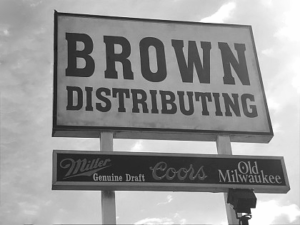 BROWN
DISTRIBUTING
Miller Genuine Draft
Coors
Old Milwaukee